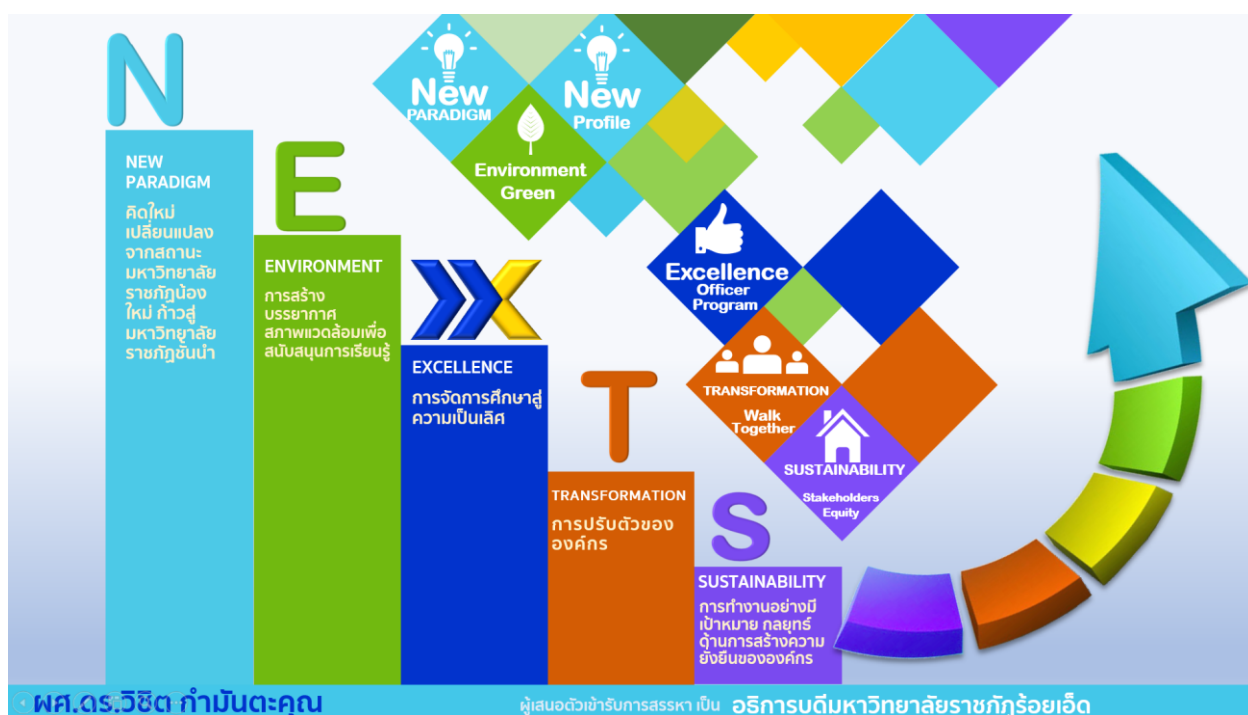 N
NEW
PARADIGM
คิดใหม่
เปลี่ยนแปลง
จากสถานะ
มหาวิทยาลัย
ราชภัฏน้อง
ใหม่ ก้าวสู่
มหาวิทยาลัย
ราชภัฏชั้นนำ
E
ENVIRONMENT
การสร้าง
บรรยากาศ
สภาพแวดล้อมเพื่อ
สนับสนุนการเรียนรู้
X
EXCELLENCE
การจัดการศึกษาสู่
ความเป็นเลิศ
T
TRANSFORMATION
การปรับตัวของ
องค์กร
S
SUSTAINABILITY
การทำงานอย่างมี
เป้าหมาย กลยุทธ์
ด้านการสร้างความ
ยั่งยืนขององค์กร
New
PARADIGM
New
Profile
Environment
Green
Excellence
Officer
Program
TRANSFORMATION
Walk
Together
SUSTAINABILITY
Stakeholders
Equity
ผศ.ดร.วิชิต กำมันตะคุณ
ผู้เสนอตัวเข้ารับการสรรหา เป็น อธิการบดีมหาวิทยาลัยราชภัฏร้อยเอ็ด